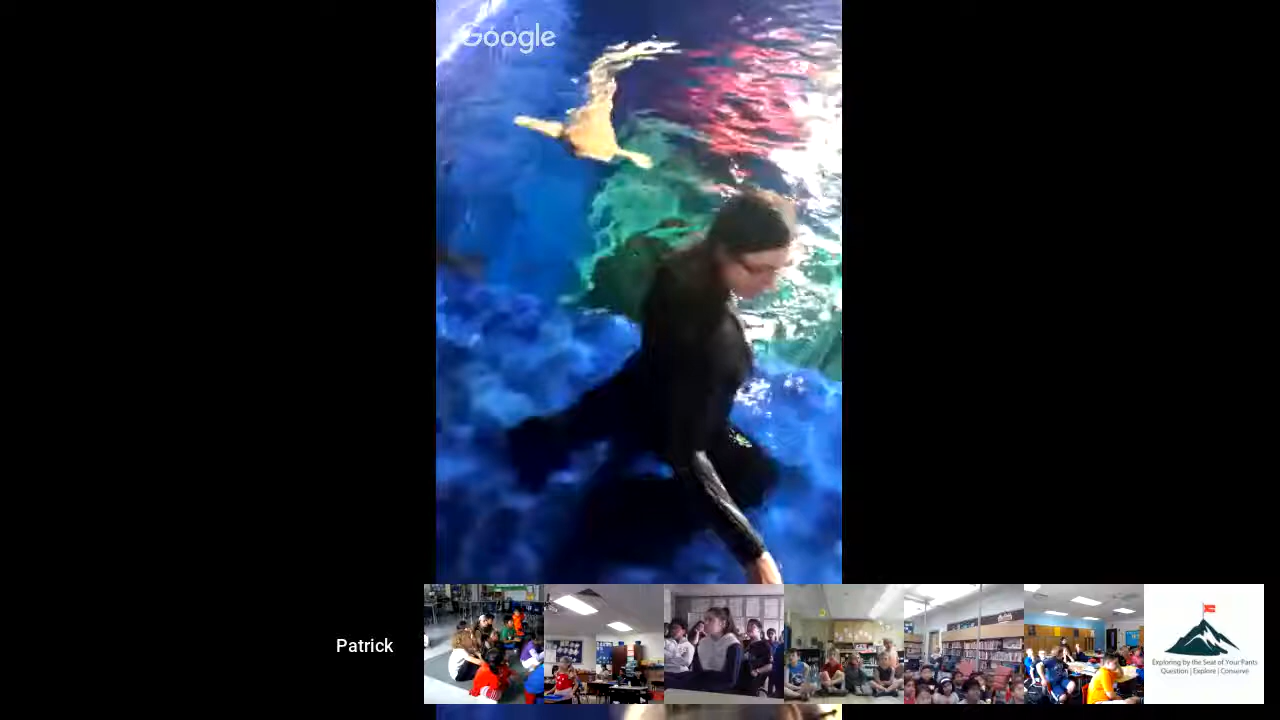 Google
Patrick
Exploring by the Seat of Your Pants
Question | Explore | Conserve